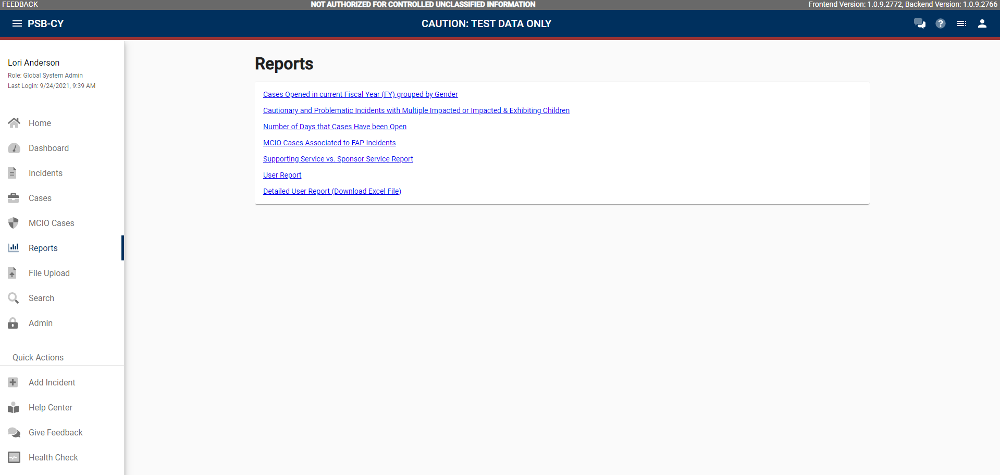 FEEDBACK
NOT AUTHORIZED FOR CONTROLLED UNCLASSIFIED INFORMATION
Frontend Version: 1.0.9.2772, Backend Version: 1.0.9.2766
PSB-CY
CAUTION: TEST DATA ONLY
Lori Anderson
Role: Global System Admin
Last Login: 9/24/2021, 9:39 AM
Home
Dashboard
Incidents
Cases
MCIO Cases
Reports
File Upload
Search
Admin
Quick Actions
Add Incident
Help Center
Give Feedback
Health Check
Reports
Cases Opened in current Fiscal Year (FY) grouped by Gender
Cautionary and Problematic Incidents with Multiple Impacted or Impacted & Exhibiting Children
Number of Days that Cases Have been Open
MCIO Cases Associated to FAP Incidents
Supporting Service vs. Sponsor Service Report
User Report
Detailed User Report (Download Excel File)